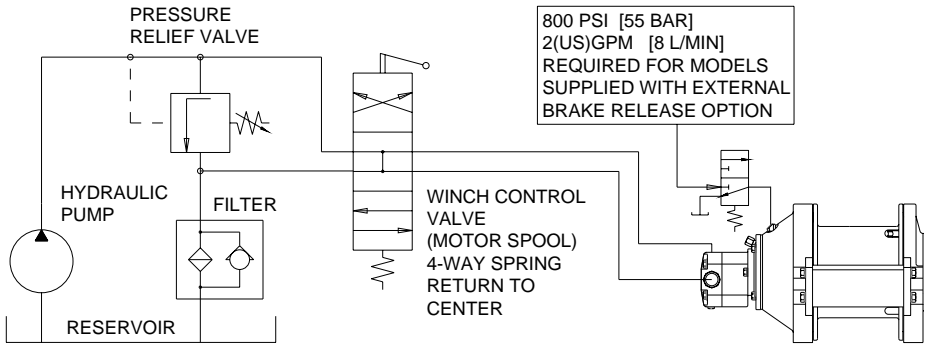 PRESSURE
RELIEF VALVE
800 PSI [55 BAR]
2(US)GPM [8 L/MIN]
REQUIRED FOR MODELS
SUPPLIED WITH EXTERNAL
BRAKE RELEASE OPTION
HYDRAULIC
PUMP
FILTER
WINCH CONTROL
VALVE
(MOTOR SPOOL)
4-WAY SPRING
RETURN TO
CENTER
RESERVOIR